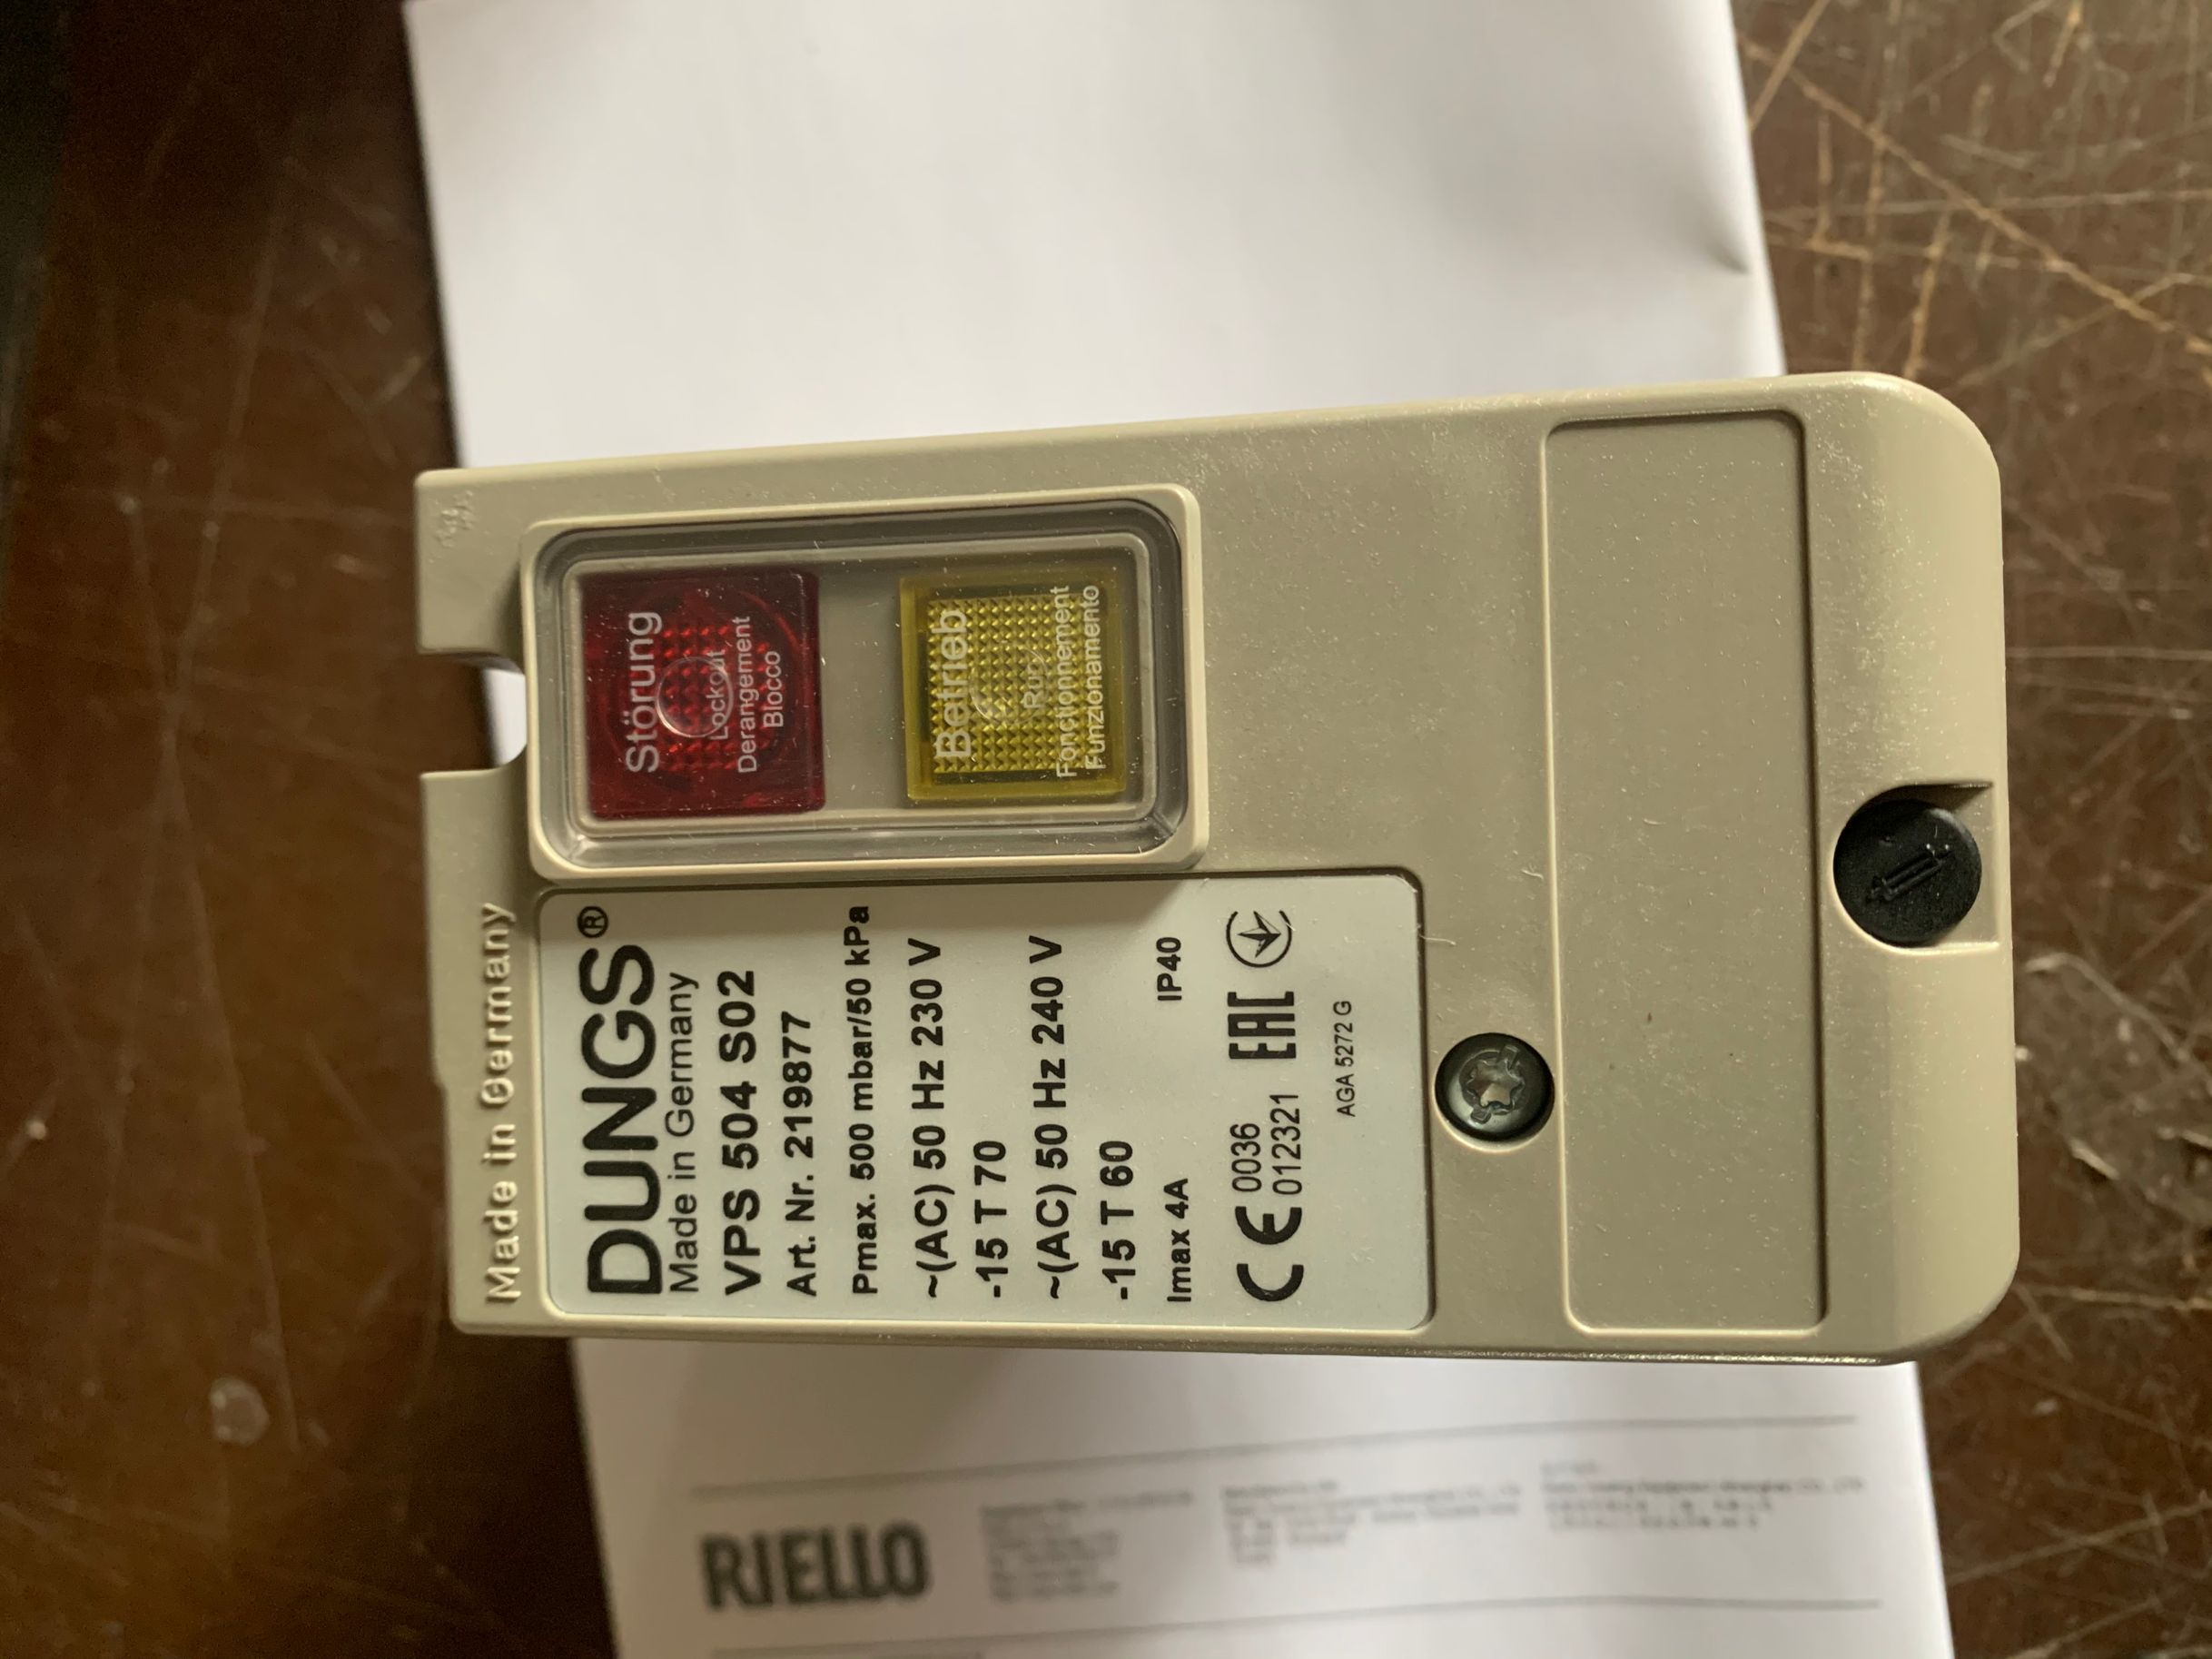 Made in Germany
Störung
Lockout
Derangement
Blocco
Betrieb
Run
Fonctionnement
Funzionamento
DUNGS®
Made in Germany
VPS 504 S02
Art. Nr. 219877
Pmax. 500 mbar/50 kPa
~(AC) 50 Hz 230 V
-15 T 70
~(AC) 50 Hz 240 V
-15 T 60
Imax 4A IP40
CE 0036
012321 EAC
AGA 5272 G
RIELLO